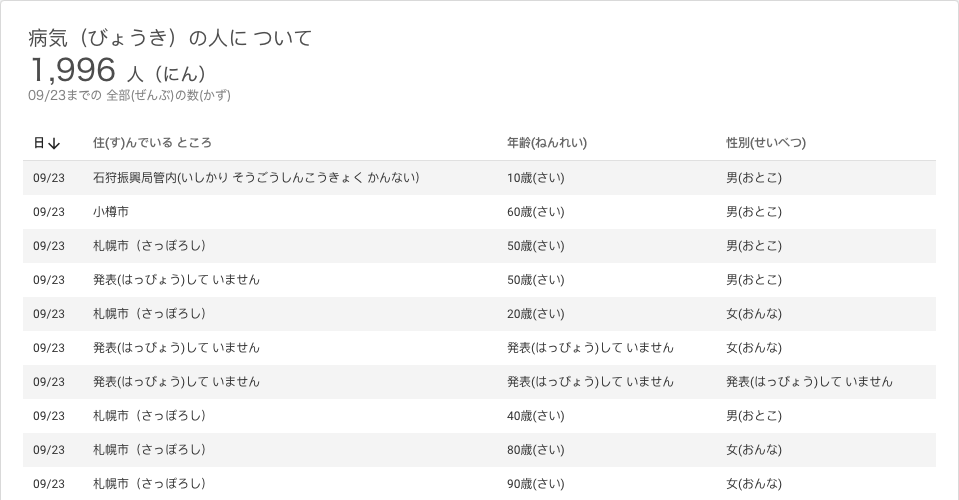 病気（びょうき）の人に ついて
1,996 人（にん）
09/23までの 全部(ぜんぶ)の数(かず)
日↓ 住(す)んでいる ところ 年齢(ねんれい) 性別(せいべつ)
09/23 石狩振興局管内(いしかり そうごうしんこうきょく かんない） 10歳(さい) 男(おとこ)
09/23 小樽市 60歳(さい) 男(おとこ)
09/23 札幌市（さっぽろし） 50歳(さい) 男(おとこ)
09/23 発表(はっぴょう)して いません 50歳(さい) 男(おとこ)
09/23 札幌市（さっぽろし） 20歳(さい) 女(おんな)
09/23 発表(はっぴょう)して いません 発表(はっぴょう)して いません 女(おんな)
09/23 発表(はっぴょう)して いません 発表(はっぴょう)して いません 発表(はっぴょう)して いません
09/23 札幌市（さっぽろし） 40歳(さい) 男(おとこ)
09/23 札幌市（さっぽろし） 80歳(さい) 女(おんな)
09/23 札幌市（さっぽろし） 90歳(さい) 女(おんな)